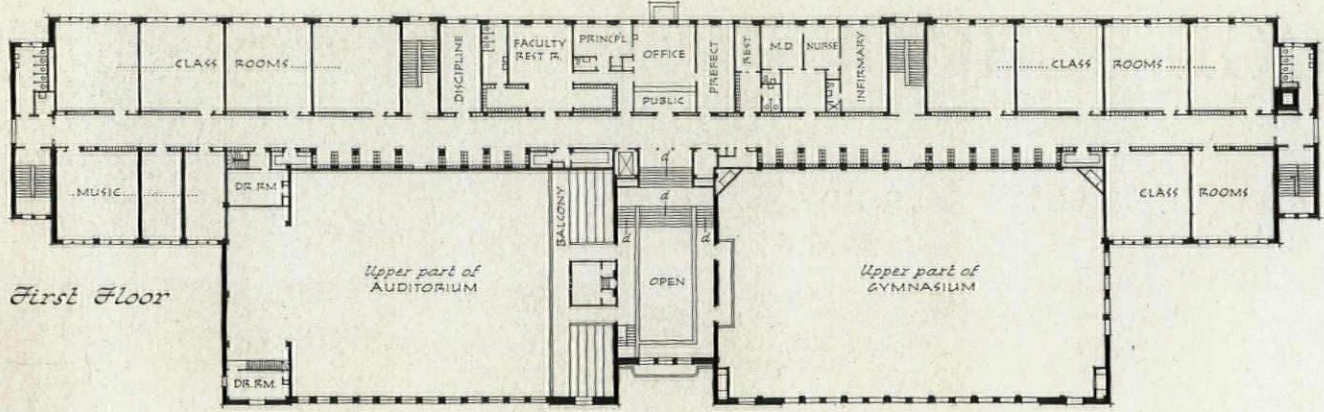 CLASS ROOMS
DISCIPLINE
FACULTY
REST R.
PRINCP'L
OFFICE
PUBLIC
PREFECT
REST
M.D.
NURSE
INFIRMARY
CLASS ROOMS
MUSIC
DR. RM
BALCONY
d
d
R
R
CLASS ROOMS
Upper part of
AUDITORIUM
OPEN
Upper part of
GYMNASIUM
First Floor
DR. RM.